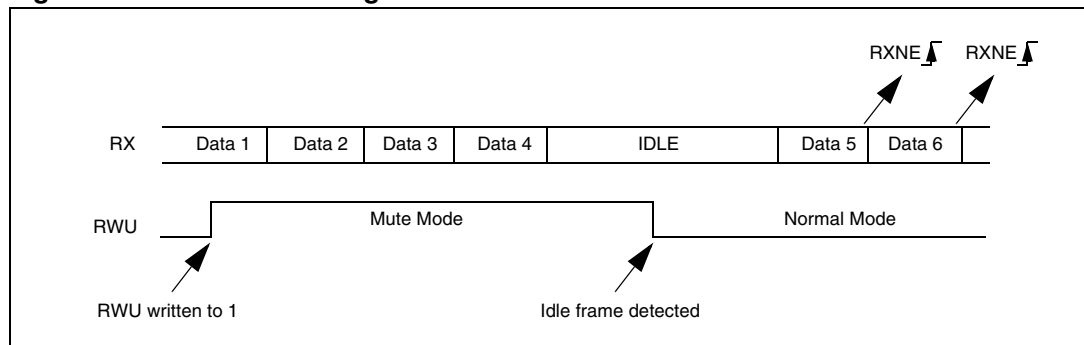 RXNE RXNE
RX Data 1 Data 2 Data 3 Data 4 IDLE Data 5 Data 6
RWU Mute Mode Normal Mode
RWU written to 1 Idle frame detected